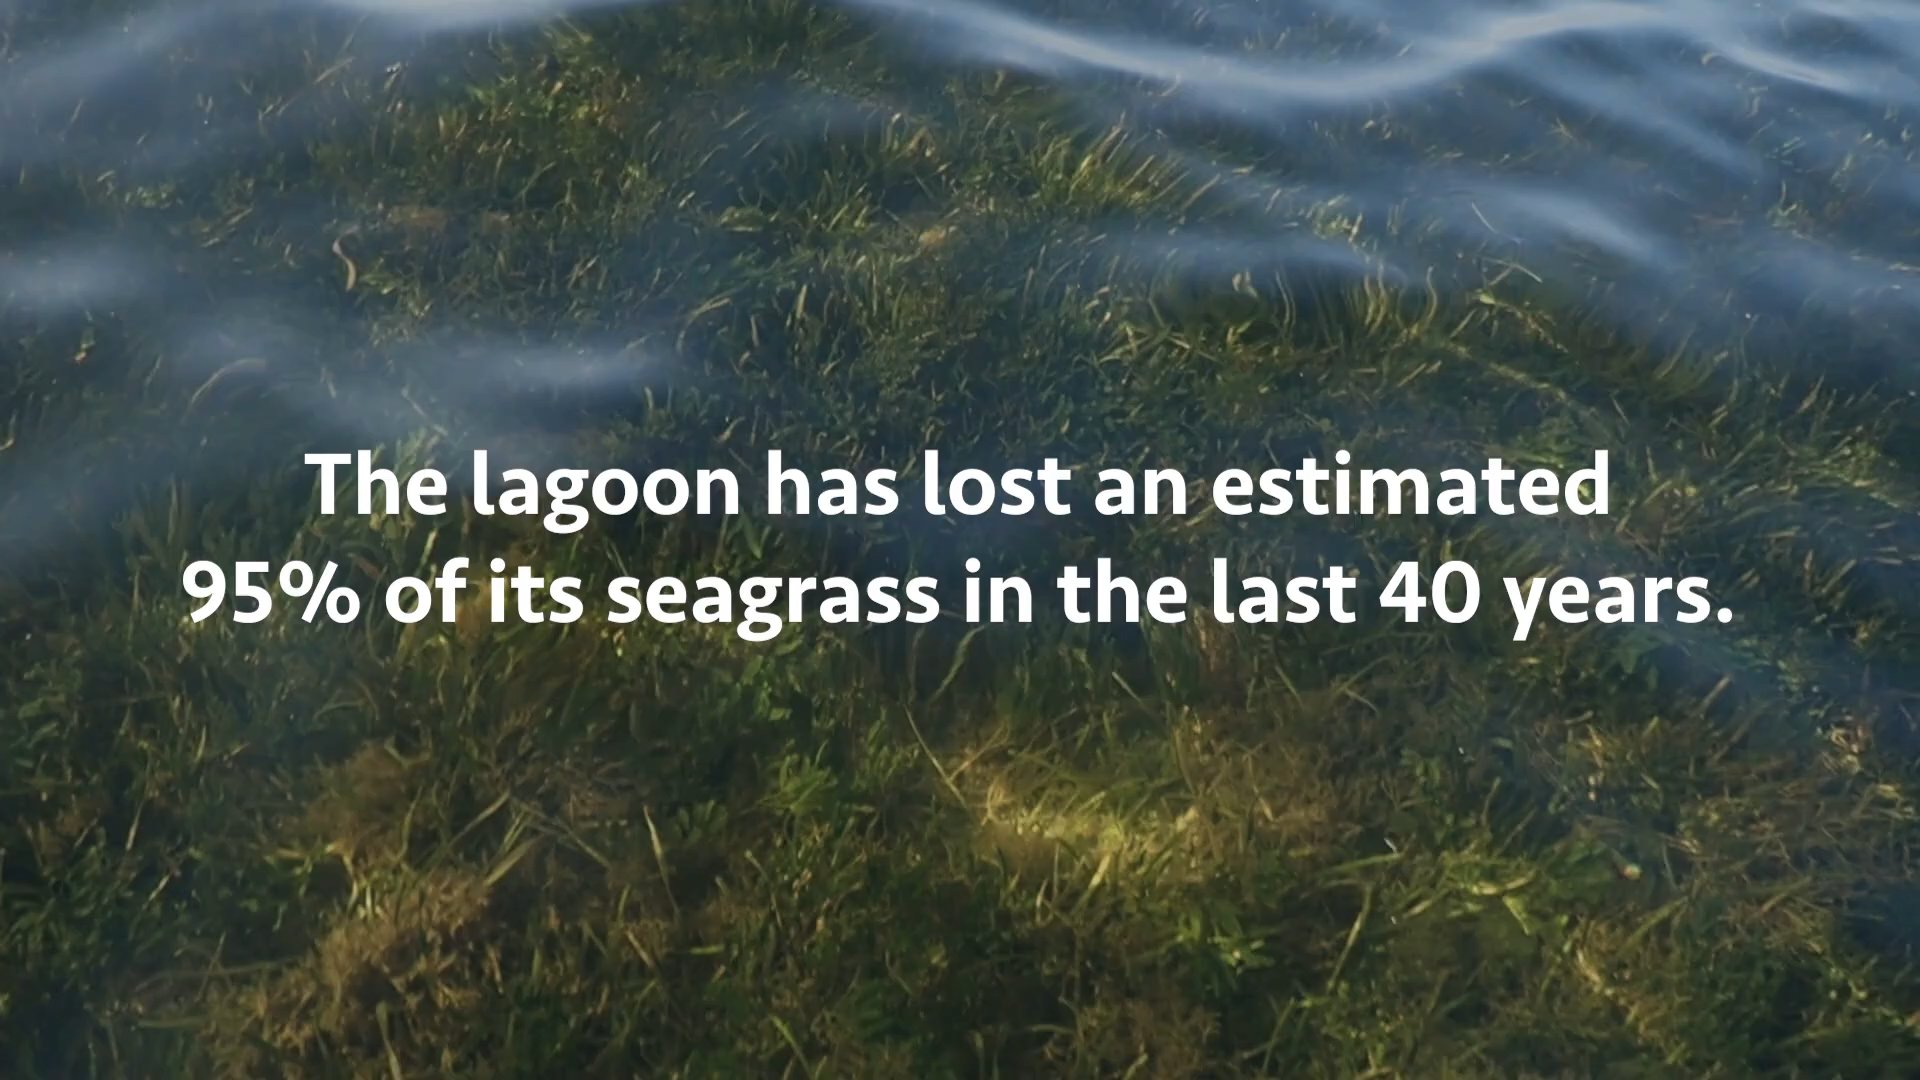 The lagoon has lost an estimated
95% of its seagrass in the last 40 years.